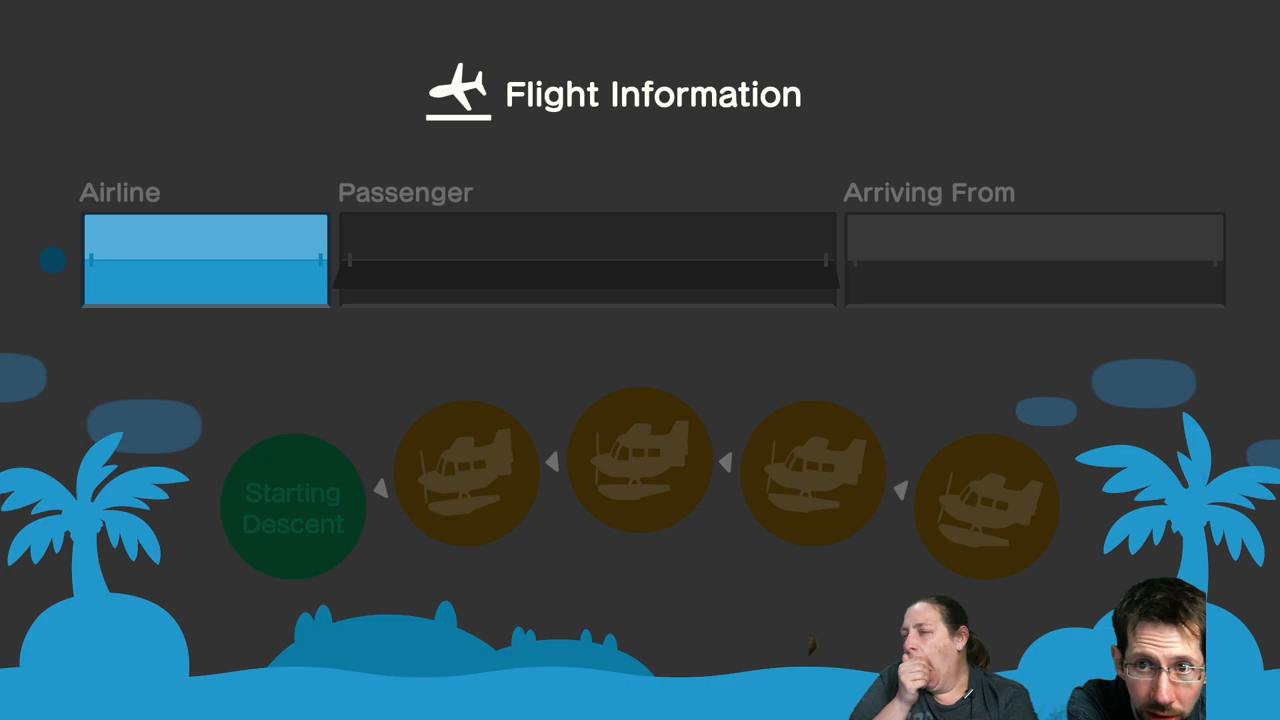 Flight Information
Airline
Passenger
Arriving From
Starting
Descent